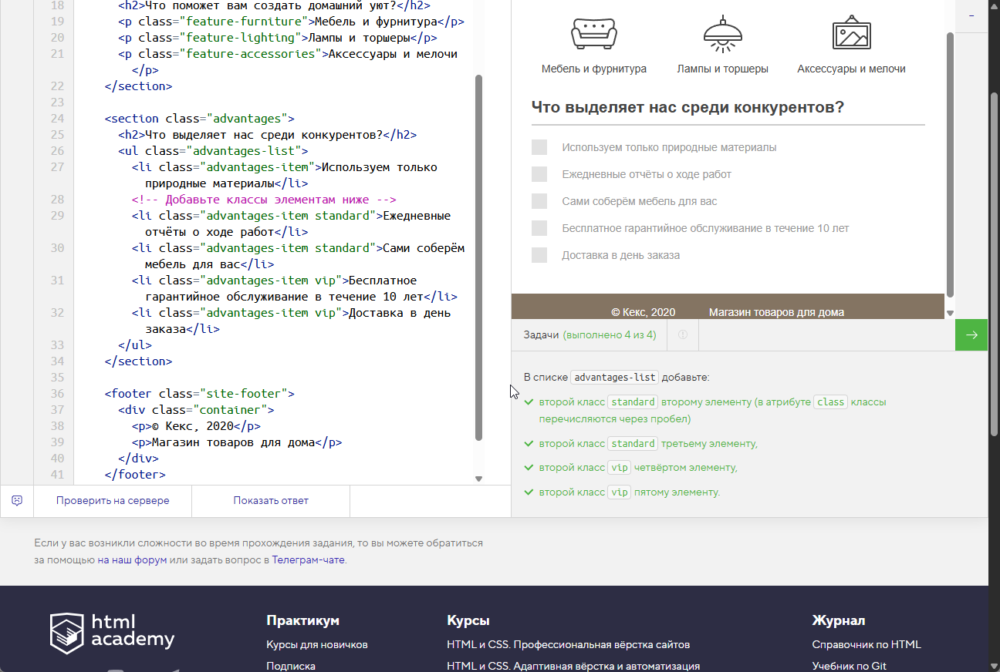 18 <h2>Что поможет вам создать домашний уют?</h2>
19 <p class="feature-furniture">Мебель и фурнитура</p>
20 <p class="feature-lighting">Лампы и торшеры</p>
21 <p class="feature-accessories">Аксессуары и мелочи
</p>
22 </section>
23
24 <section class="advantages">
25 <h2>Что выделяет нас среди конкурентов?</h2>
26 <ul class="advantages-list">
27 <li class="advantages-item">Используем только
природные материалы</li>
28 <!-- Добавьте классы элементам ниже -->
29 <li class="advantages-item standard">Ежедневные
отчёты о ходе работ</li>
30 <li class="advantages-item standard">Сами соберём
мебель для вас</li>
31 <li class="advantages-item vip">Бесплатное
гарантийное обслуживание в течение 10 лет</li>
32 <li class="advantages-item vip">Доставка в день
заказа</li>
33 </ul>
34 </section>
35
36 <footer class="site-footer">
37 <div class="container">
38 <p>© Кекс, 2020</p>
39 <p>Магазин товаров для дома</p>
40 </div>
41 </footer>
Проверить на сервере Показать ответ
Мебель и фурнитура Лампы и торшеры Аксессуары и мелочи
Что выделяет нас среди конкурентов?
Используем только природные материалы
Ежедневные отчёты о ходе работ
Сами соберём мебель для вас
Бесплатное гарантийное обслуживание в течение 10 лет
Доставка в день заказа
© Кекс, 2020 Магазин товаров для дома
Задачи (выполнено 4 из 4)
В списке advantages-list добавьте:
второй класс standard второму элементу (в атрибуте class классы
перечисляются через пробел)
второй класс standard третьему элементу,
второй класс vip четвёртом элементу,
второй класс vip пятому элементу.
Если у вас возникли сложности во время прохождения задания, то вы можете обратиться
за помощью на наш форум или задать вопрос в Телеграм-чате.
html
academy
Практикум
Курсы для новичков
Подписка
Курсы
HTML и CSS. Профессиональная вёрстка сайтов
HTML и CSS. Адаптивная вёрстка и автоматизация
Журнал
Справочник по HTML
Учебник по Git